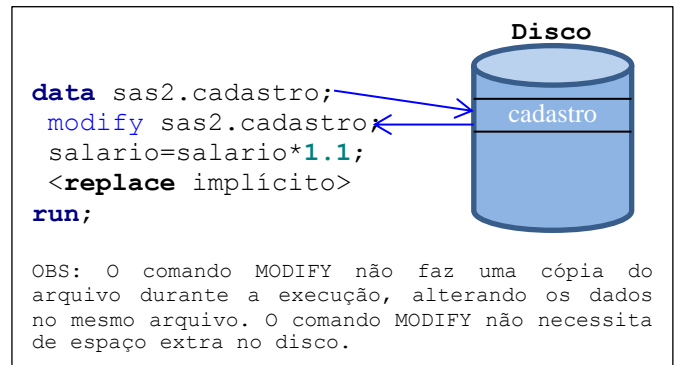 Disco
data sas2.cadastro;
cadastro
modify sas2.cadastro;
salario=salario*1.1;
<replace implícito>
run;
OBS: O comando MODIFY não faz uma cópia do
arquivo durante a execução, alterando os dados
no mesmo arquivo. O comando MODIFY não necessita
de espaço extra no disco.